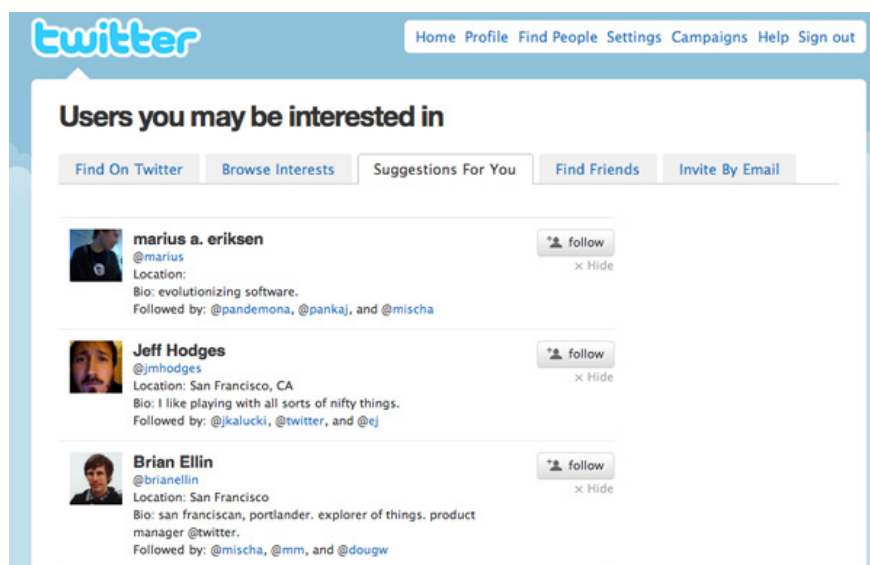 twitter
Home Profile Find People Settings Campaigns Help Sign out
Users you may be interested in
Find On Twitter Browse Interests Suggestions For You Find Friends Invite By Email
marius a. eriksen
follow
@marius
× Hide
Location:
Bio: evolutionizing software.
Followed by: @pandemona, @pankaj, and @mischa
Jeff Hodges
follow
@jmhodges
× Hide
Location: San Francisco, CA
Bio: I like playing with all sorts of nifty things.
Followed by: @jkalucki, @twitter, and @ej
Brian Ellin
follow
@brianellin
× Hide
Location: San Francisco
Bio: san franciscan, portlander. explorer of things. product
manager @twitter.
Followed by: @mischa, @mm, and @dougw